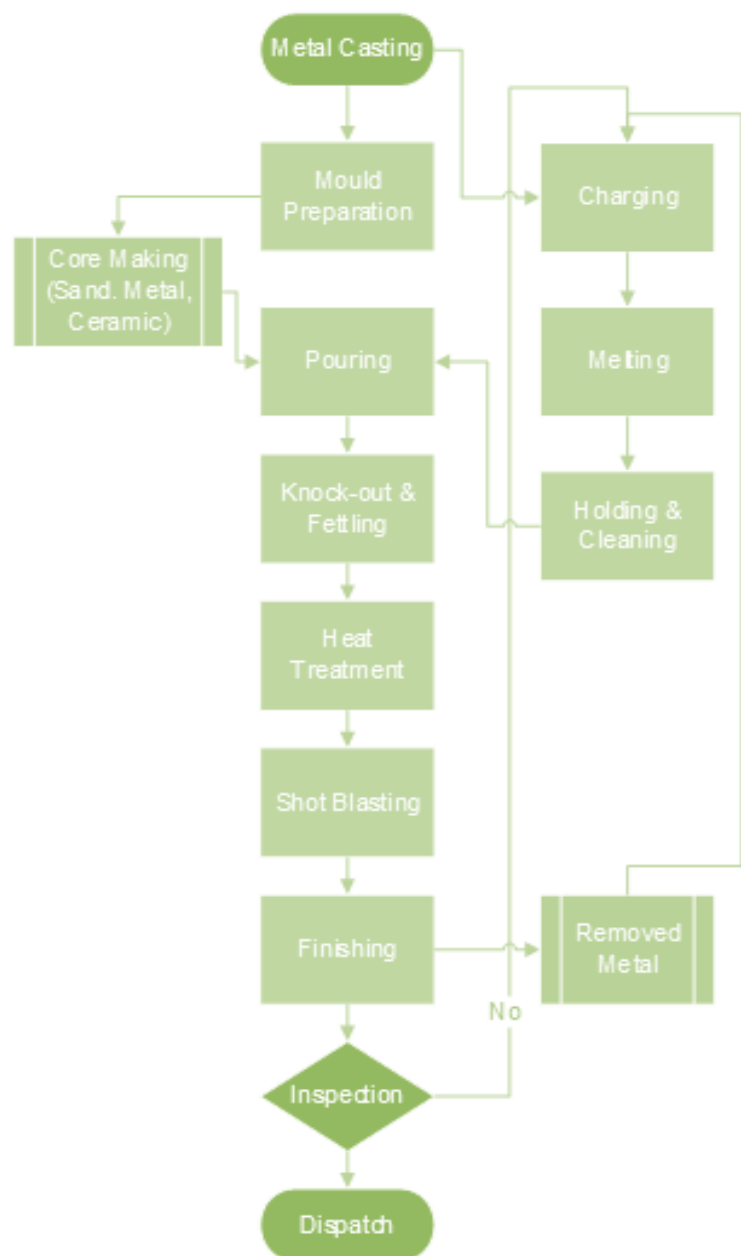 Metal Casting
Mould
Preparation
Charging
Core Making
(Sand. Metal,
Ceramic)
Pouring
Melting
Knock-out &
Fettling
Holding &
Cleaning
Heat
Treatment
Shot Blasting
Finishing
Removed
Metal
No
Inspection
Dispatch